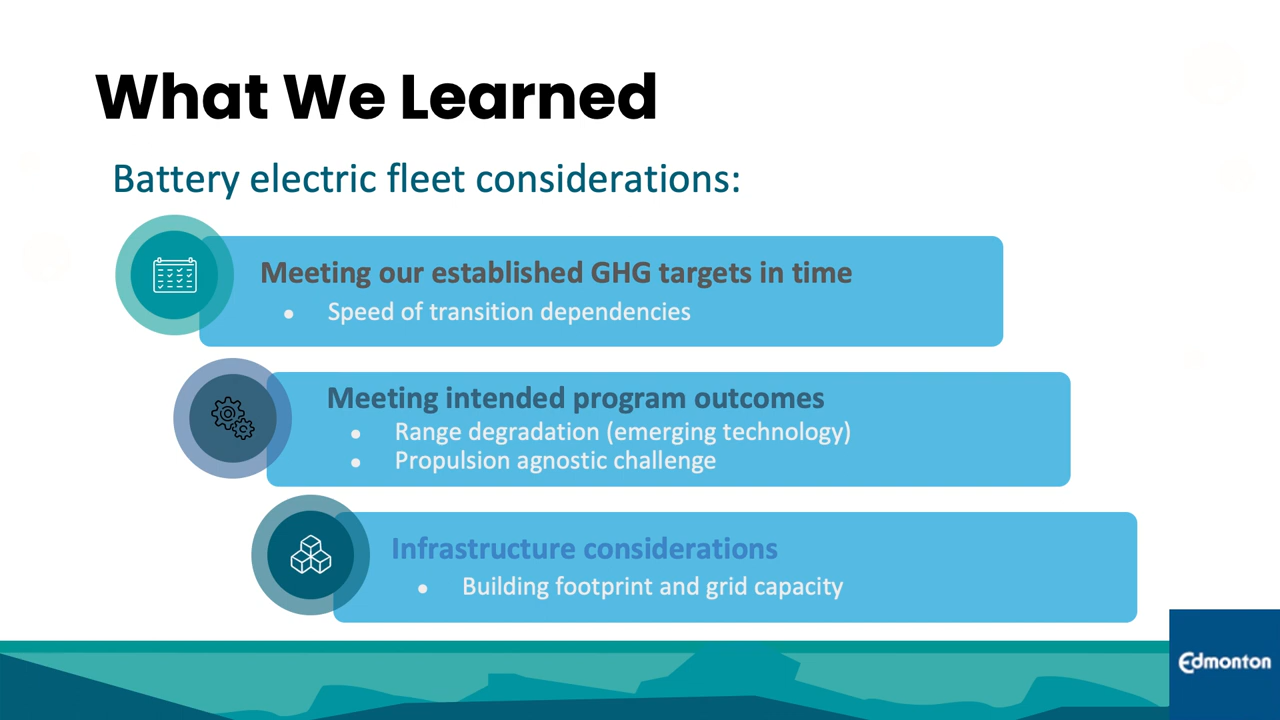 What We Learned
Battery electric fleet considerations:
Meeting our established GHG targets in time
• Speed of transition dependencies
Meeting intended program outcomes
• Range degradation (emerging technology)
• Propulsion agnostic challenge
Infrastructure considerations
• Building footprint and grid capacity
Edmonton